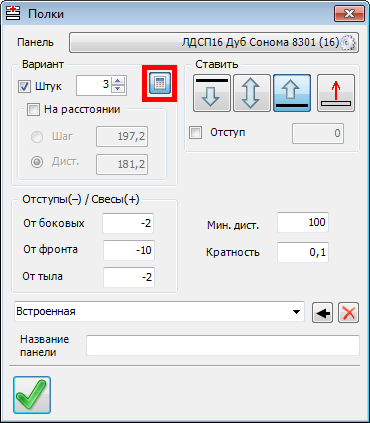 Полки
Панель
ЛДСП16 Дуб Сонома 8301 (16)
Вариант
Ставить
Штук
3
На расстоянии
Отступ
0
Шаг
197,2
Дист.
181,2
Отступы(-) / Свесы(+)
От боковых
-2
Мин. дист.
100
От фронта
-10
Кратность
0,1
От тыла
-2
Встроенная
Название
панели